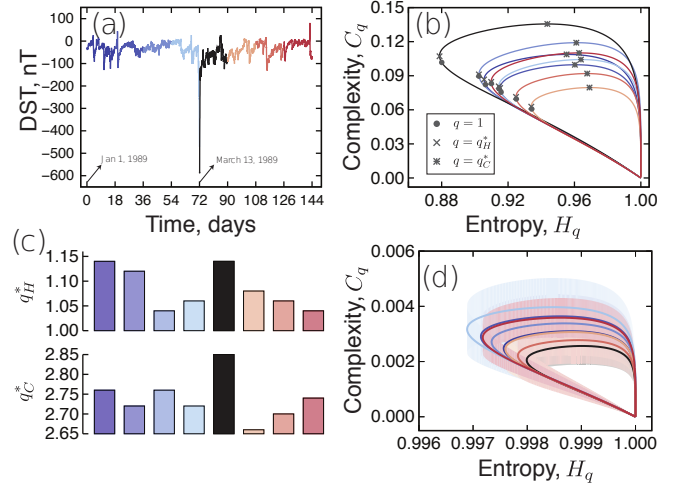 (a)
DST, nT
100
0
−100
−200
−300
−400
−500
−600
Jan 1, 1989
March 13, 1989
0 18 36 54 72 90 108 126 144
Time, days
(b)
Complexity, C_q
0.15
0.12
0.09
0.06
0.03
0.00
q = 1
q = q*_H
q = q*_C
0.88 0.92 0.96 1.00
Entropy, H_q
(c)
q*_H
1.15
1.10
1.05
1.00
q*_C
2.85
2.80
2.75
2.70
2.65
(d)
Complexity, C_q
0.006
0.004
0.002
0.000
0.996 0.997 0.998 0.999 1.000
Entropy, H_q